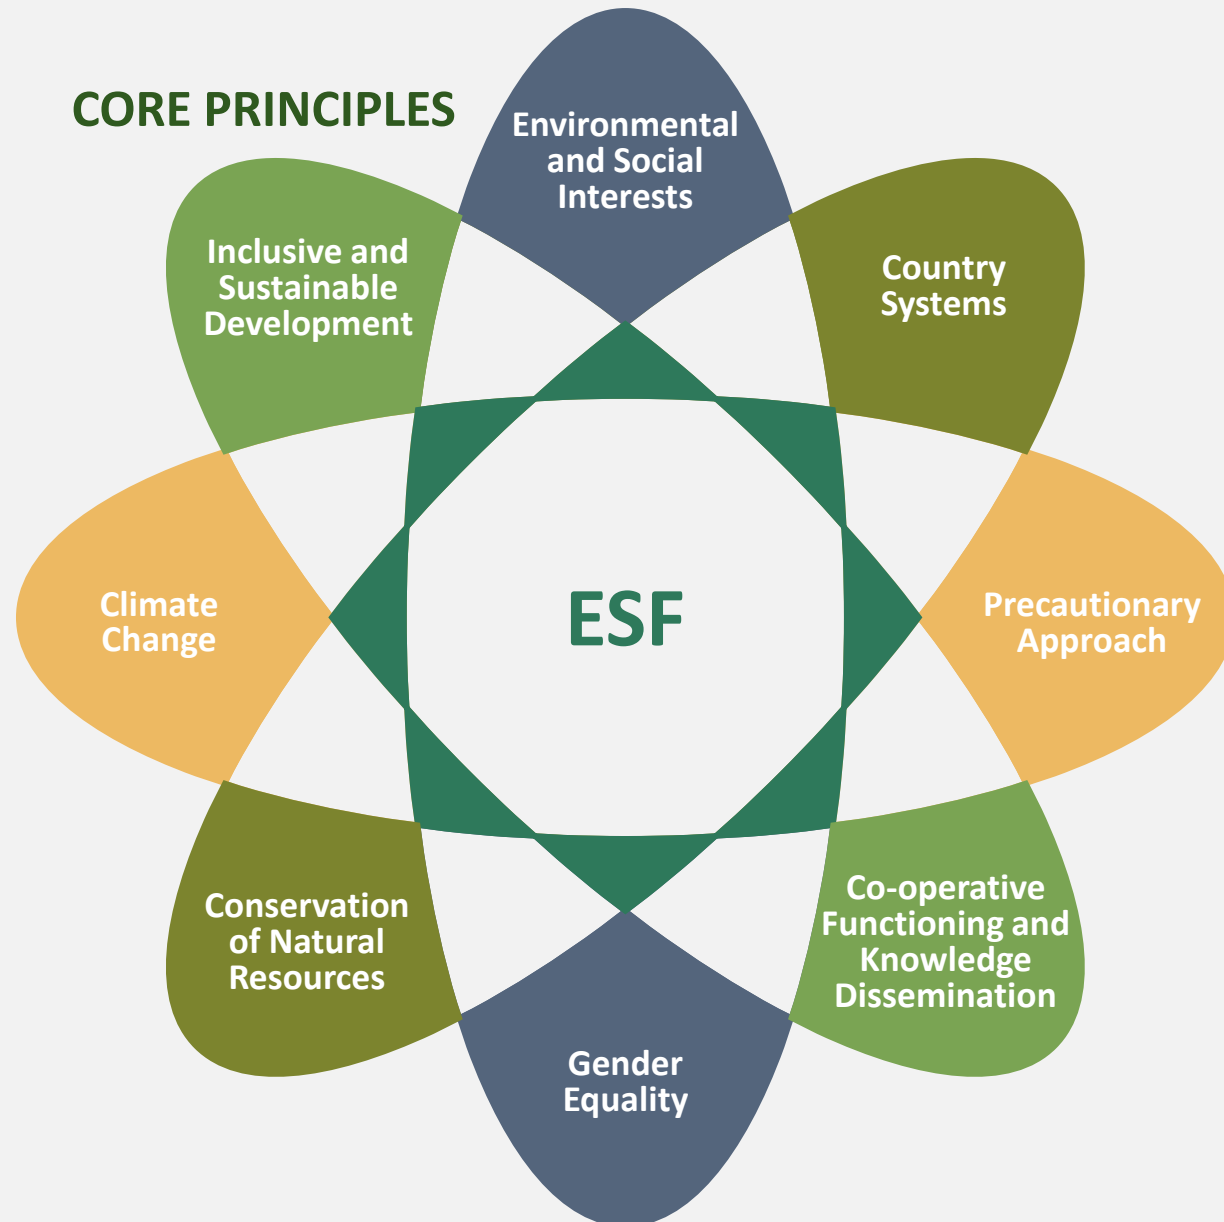 CORE PRINCIPLES
Environmental
and Social
Interests
Country
Systems
Precautionary
Approach
Co-operative
Functioning and
Knowledge
Dissemination
Gender
Equality
Conservation
of Natural
Resources
Climate
Change
Inclusive and
Sustainable
Development
ESF